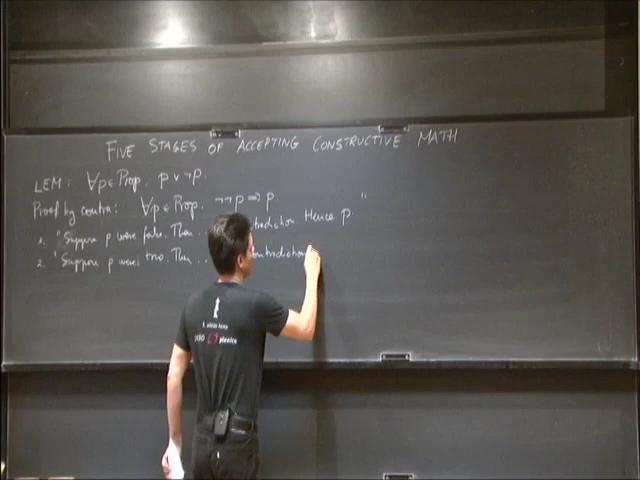 FIVE STAGES OF ACCEPTING CONSTRUCTIVE MATH
LEM: ∀p∈Prop. p ∨ ¬p.
Proof by contra: ∀p∈Prop. ¬¬p ⇒ p
1. "Suppose p were false. Then tradiction Hence p. "
2. "Suppose p were true. Then .. contradiction